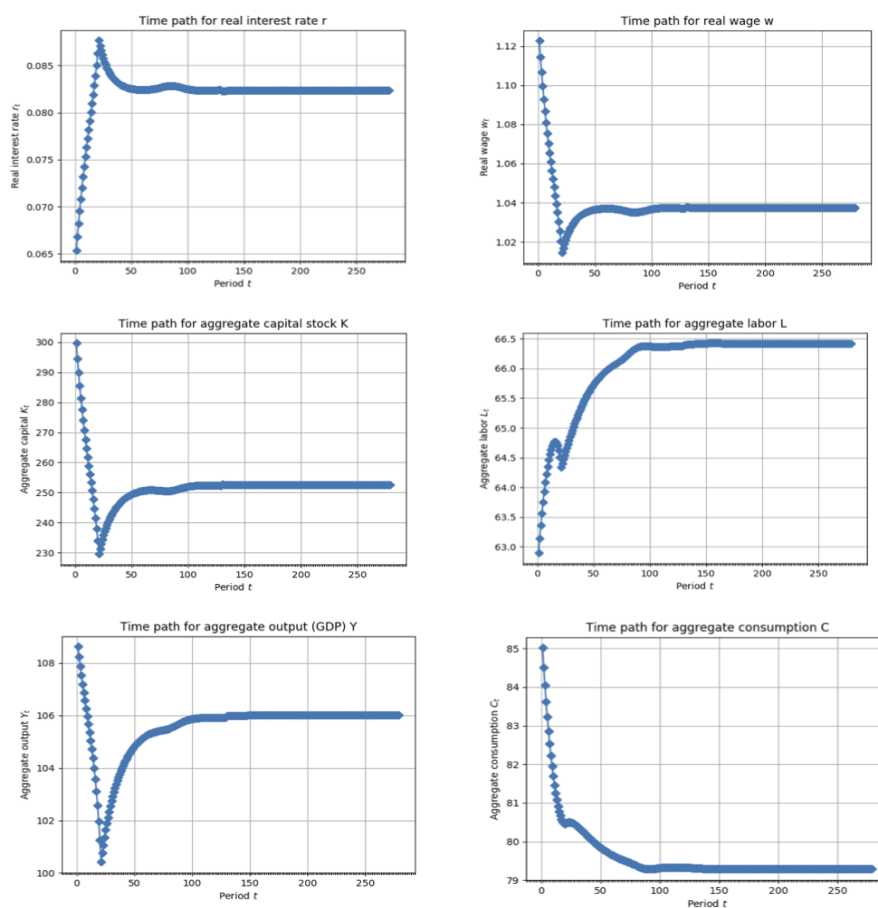 Time path for real interest rate r
Real interest rate rₜ
0.085
0.080
0.075
0.070
0.065
0 50 100 150 200 250
Period t
Time path for real wage w
Real wage wₜ
1.12
1.10
1.08
1.06
1.04
1.02
0 50 100 150 200 250
Period t
Time path for aggregate capital stock K
Aggregate capital Kₜ
300
290
280
270
260
250
240
230
0 50 100 150 200 250
Period t
Time path for aggregate labor L
Aggregate labor Lₜ
66.5
66.0
65.5
65.0
64.5
64.0
63.5
63.0
0 50 100 150 200 250
Period t
Time path for aggregate output (GDP) Y
Aggregate output Yₜ
108
106
104
102
100
0 50 100 150 200 250
Period t
Time path for aggregate consumption C
Aggregate consumption Cₜ
85
84
83
82
81
80
79
0 50 100 150 200 250
Period t